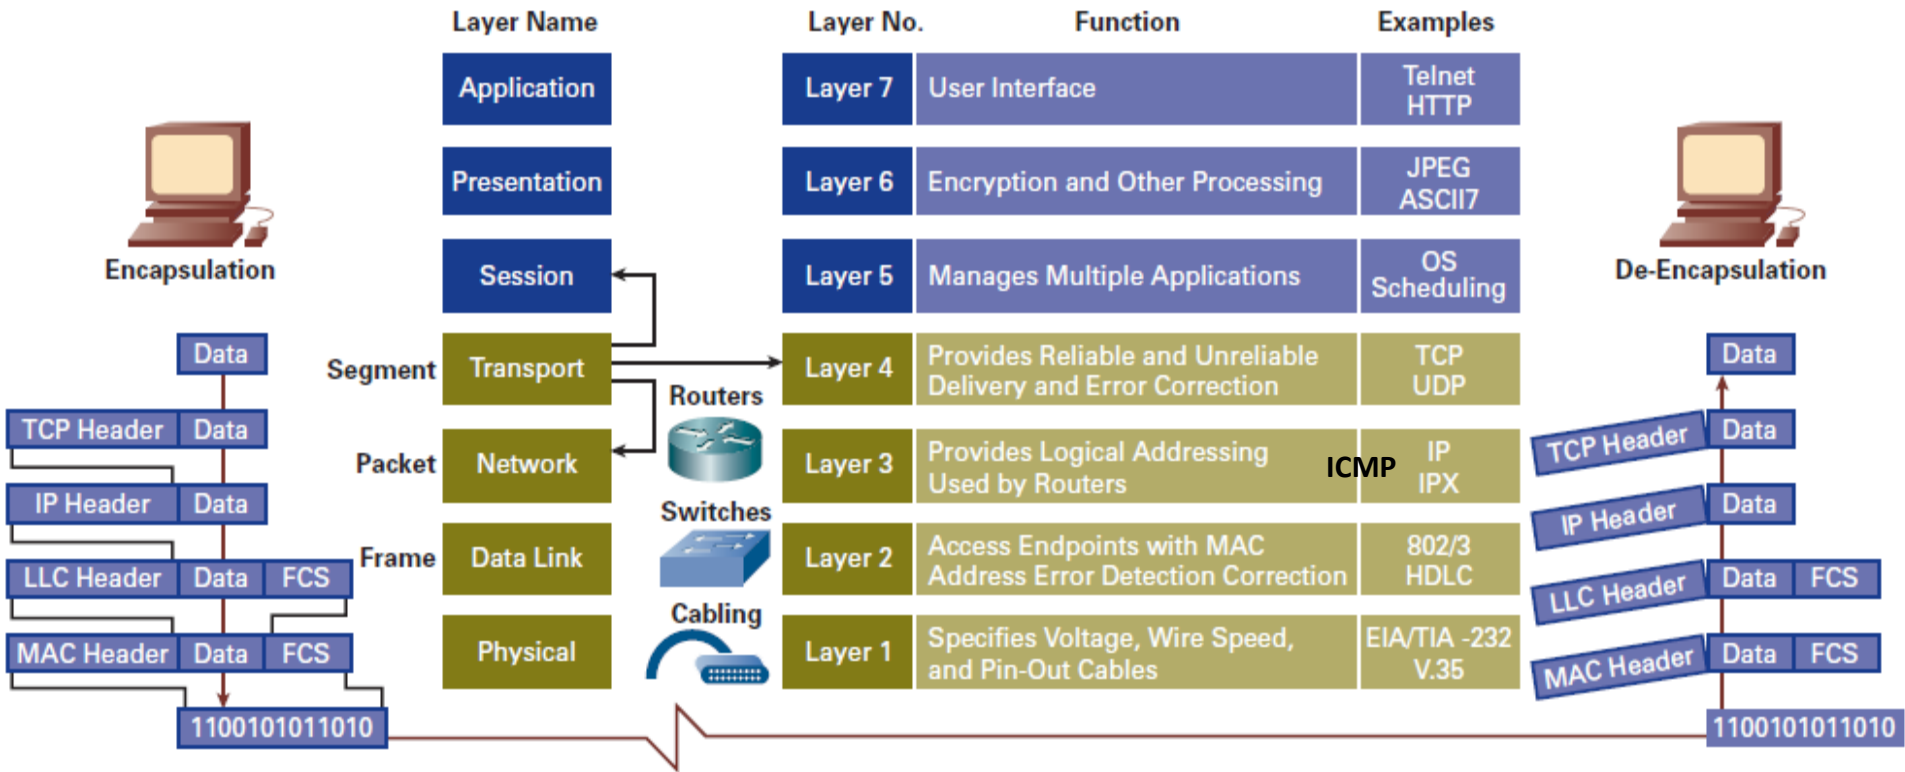 Layer Name
Layer No.
Function
Examples
Application
Layer 7
User Interface
Telnet
HTTP
Presentation
Layer 6
Encryption and Other Processing
JPEG
ASCII7
Encapsulation
Session
Layer 5
Manages Multiple Applications
OS
Scheduling
De-Encapsulation
Data
Segment
Transport
Layer 4
Provides Reliable and Unreliable
Delivery and Error Correction
TCP
UDP
Data
Routers
TCP Header Data
Packet
Network
Layer 3
Provides Logical Addressing
Used by Routers
ICMP
IP
IPX
TCP Header Data
IP Header Data
Switches
IP Header Data
LLC Header Data FCS
Frame
Data Link
Layer 2
Access Endpoints with MAC
Address Error Detection Correction
802/3
HDLC
LLC Header Data FCS
Cabling
MAC Header Data FCS
Physical
Layer 1
Specifies Voltage, Wire Speed,
and Pin-Out Cables
EIA/TIA -232
V.35
MAC Header Data FCS
1100101011010
1100101011010